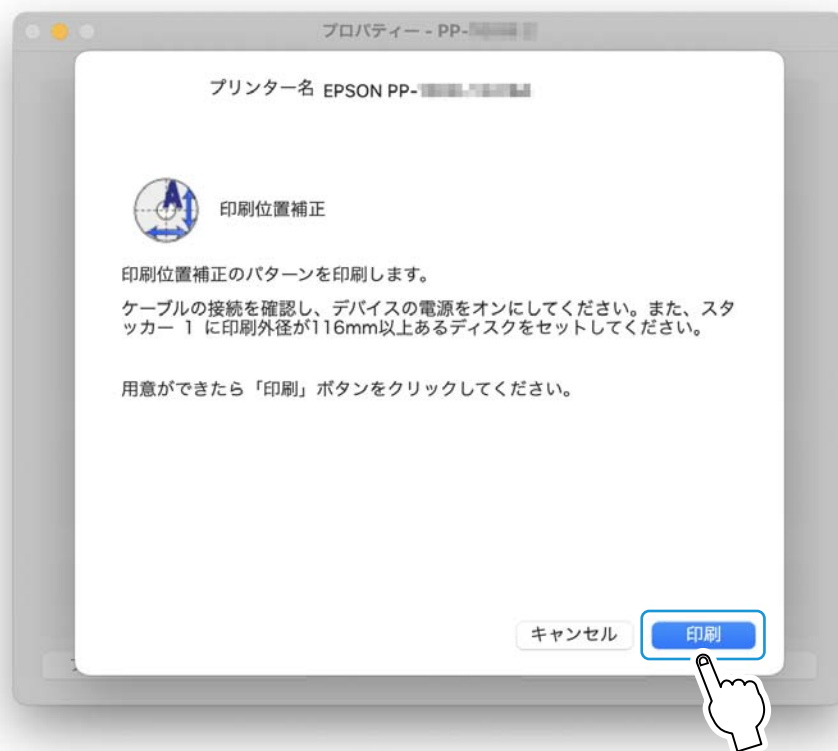 プロパティー - PP-
プリンター名 EPSON PP-
A
印刷位置補正
印刷位置補正のパターンを印刷します。
ケーブルの接続を確認し、デバイスの電源をオンにしてください。また、スタ
ッカー 1 に印刷外径が116mm以上あるディスクをセットしてください。
用意ができたら「印刷」ボタンをクリックしてください。
キャンセル 印刷